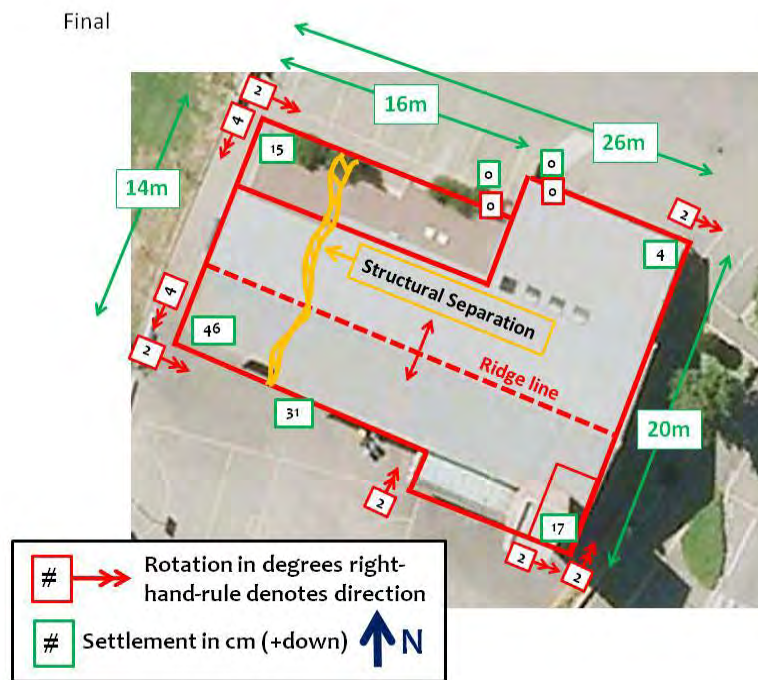 Final
16m
26m
14m
20m
2
4
15
0
0
0
0
2
4
Structural Separation
4
46
2
Ridge line
31
2
17
2
2
# Rotation in degrees right-
hand-rule denotes direction
# Settlement in cm (+down)
N